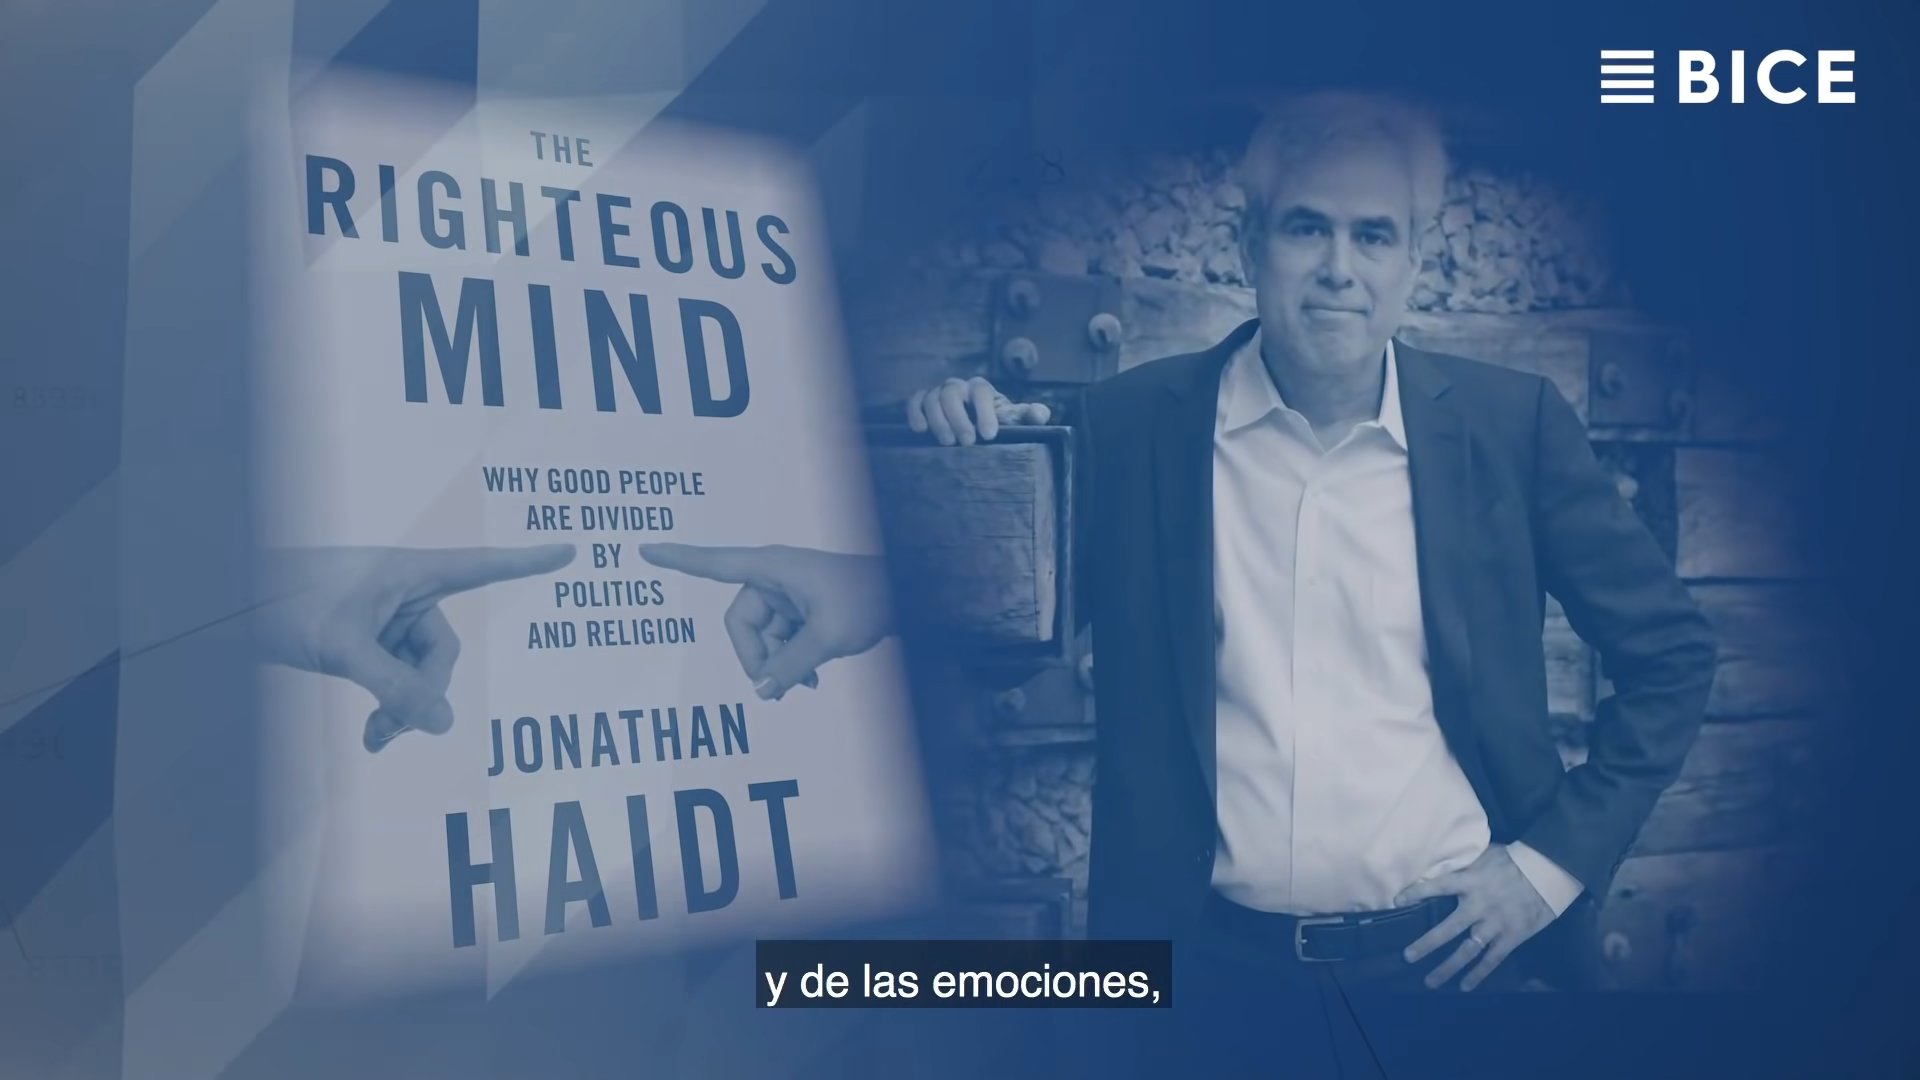 BICE
THE
RIGHTEOUS
MIND
WHY GOOD PEOPLE
ARE DIVIDED
BY
POLITICS
AND RELIGION
JONATHAN
HAIDT
y de las emociones,